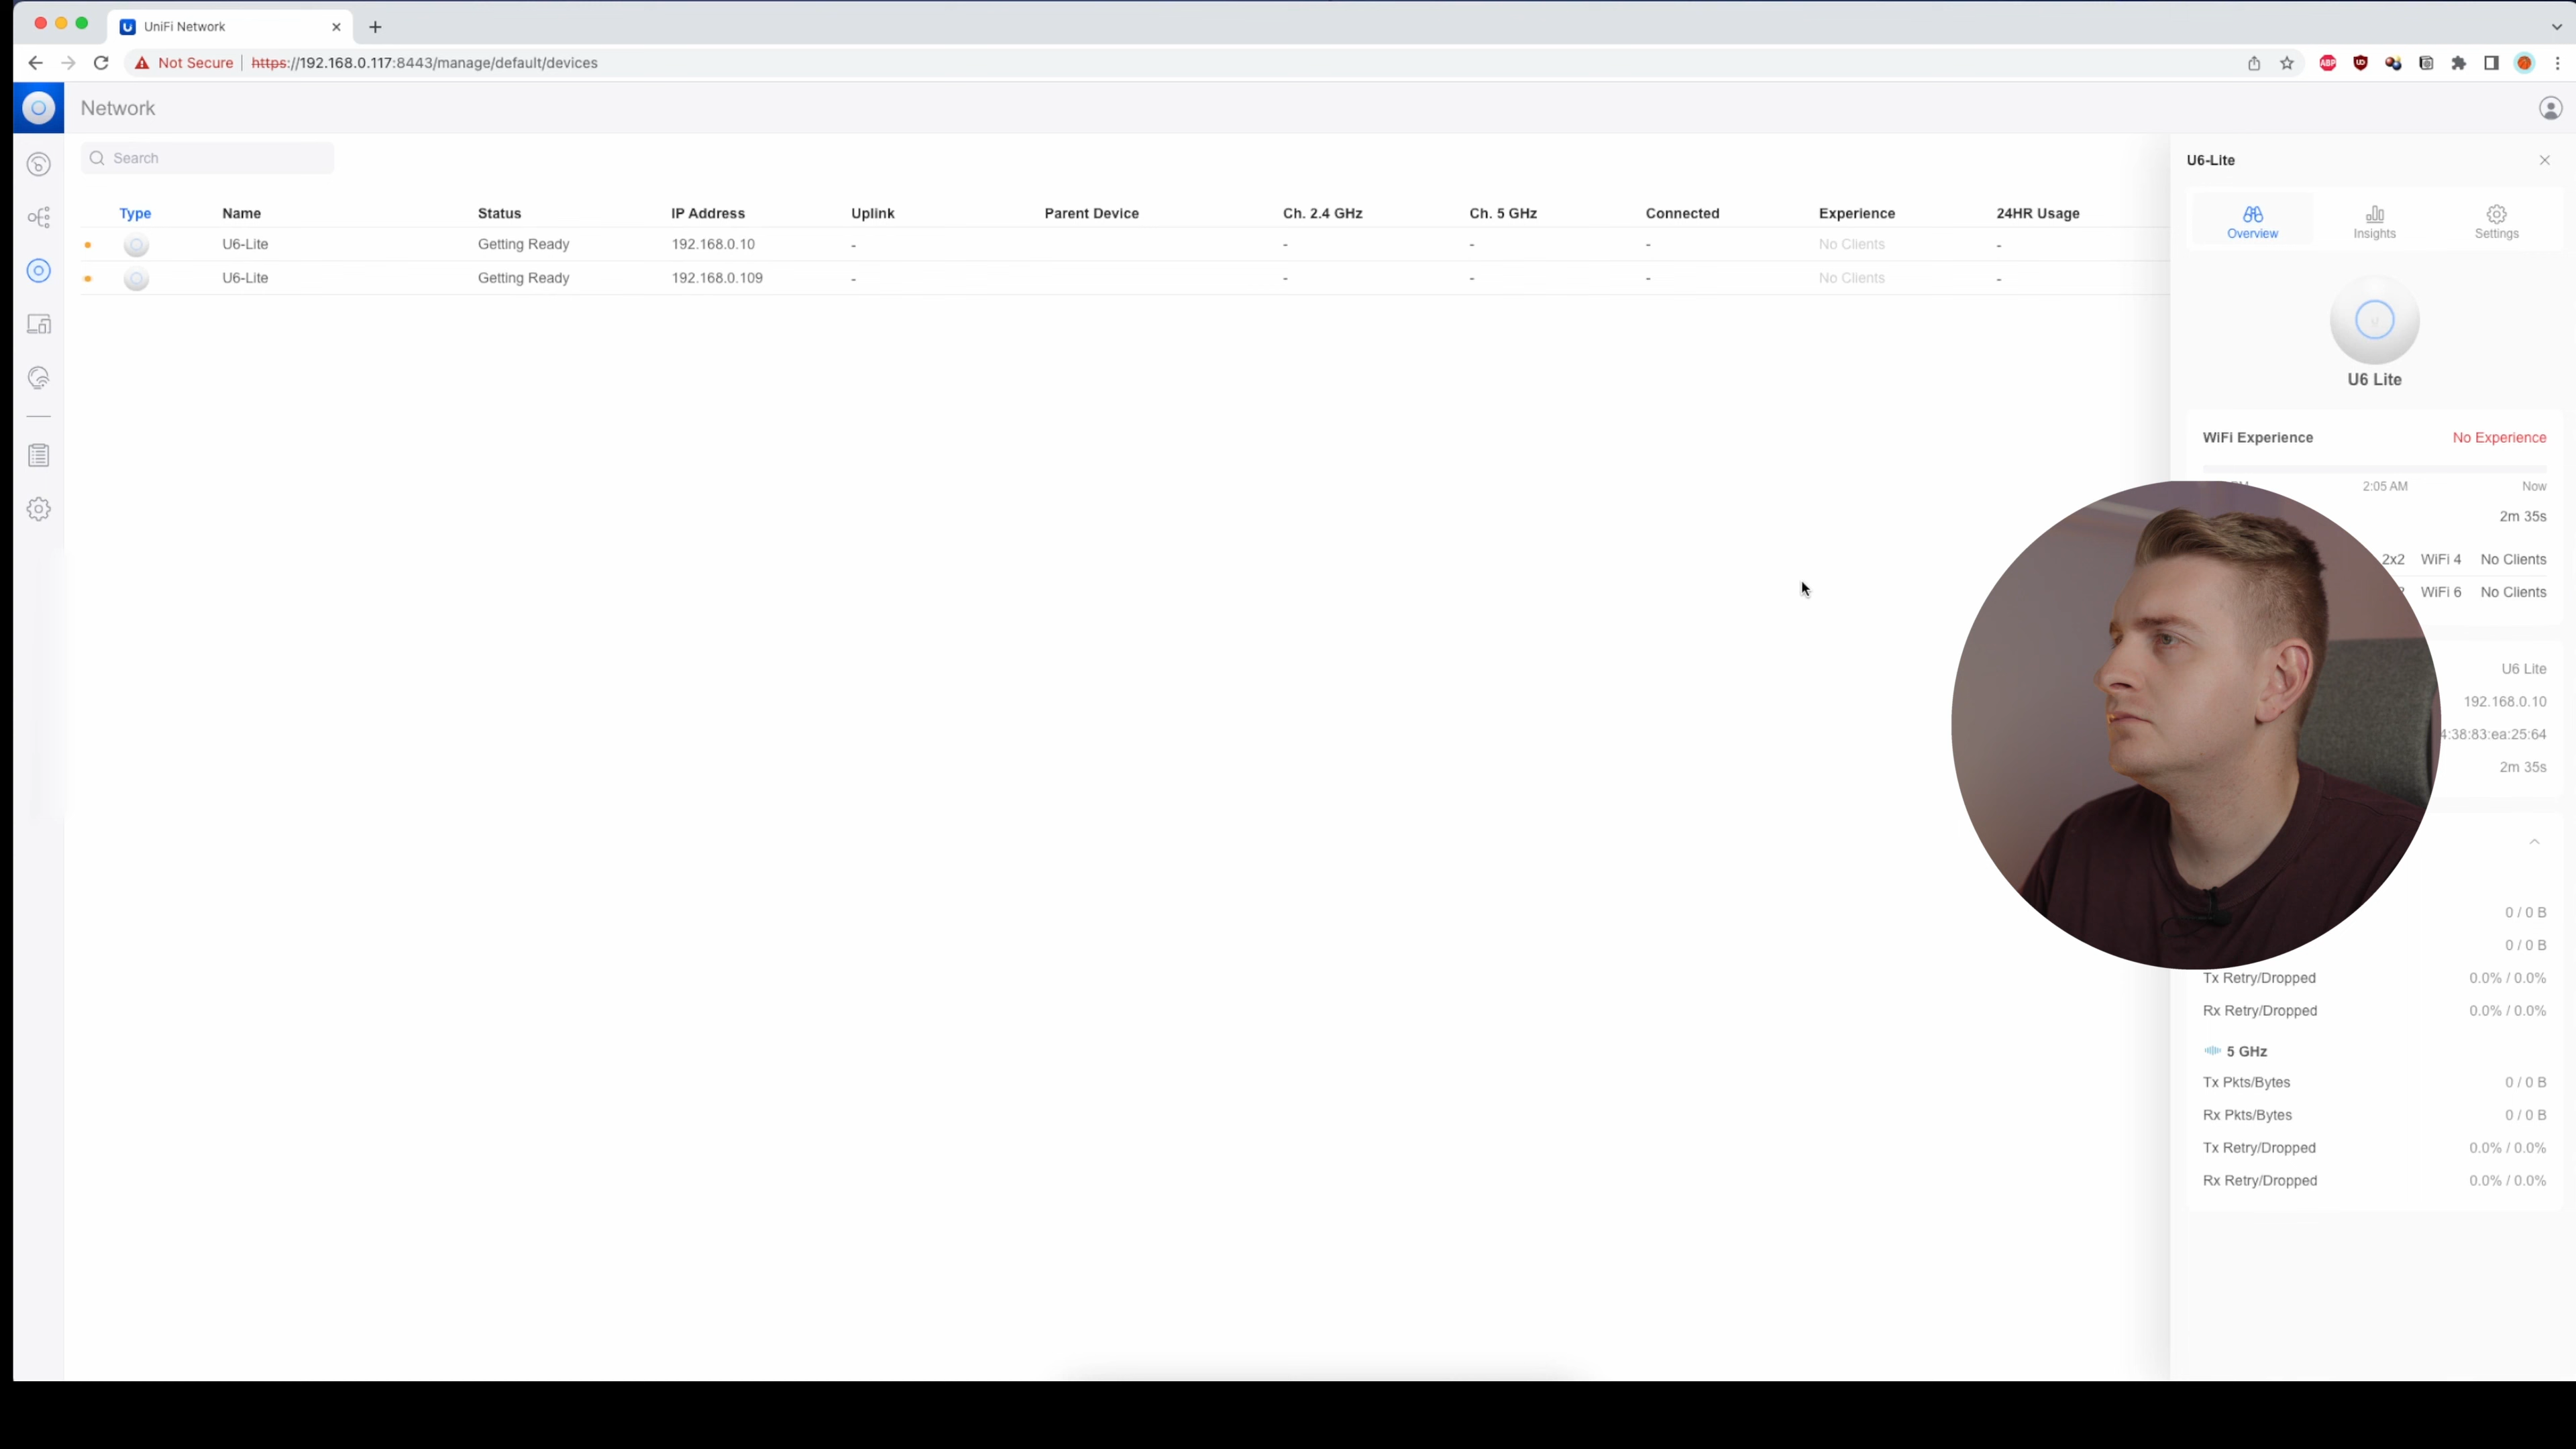 UniFi Network
Not Secure https://192.168.0.117:8443/manage/default/devices
ABP
Network
Search
Type Name Status IP Address Uplink Parent Device Ch. 2.4 GHz Ch. 5 GHz Connected Experience 24HR Usage
U6-Lite Getting Ready 192.168.0.10 - - - - No Clients -
U6-Lite Getting Ready 192.168.0.109 - - - - No Clients -
U6-Lite
Overview Insights Settings
U6 Lite
WiFi Experience No Experience
2:05 AM Now
2m 35s
2x2 WiFi 4 No Clients
WiFi 6 No Clients
U6 Lite
192.168.0.10
4:38:83:ea:25:64
2m 35s
0 / 0 B
0 / 0 B
Tx Retry/Dropped 0.0% / 0.0%
Rx Retry/Dropped 0.0% / 0.0%
5 GHz
Tx Pkts/Bytes 0 / 0 B
Rx Pkts/Bytes 0 / 0 B
Tx Retry/Dropped 0.0% / 0.0%
Rx Retry/Dropped 0.0% / 0.0%